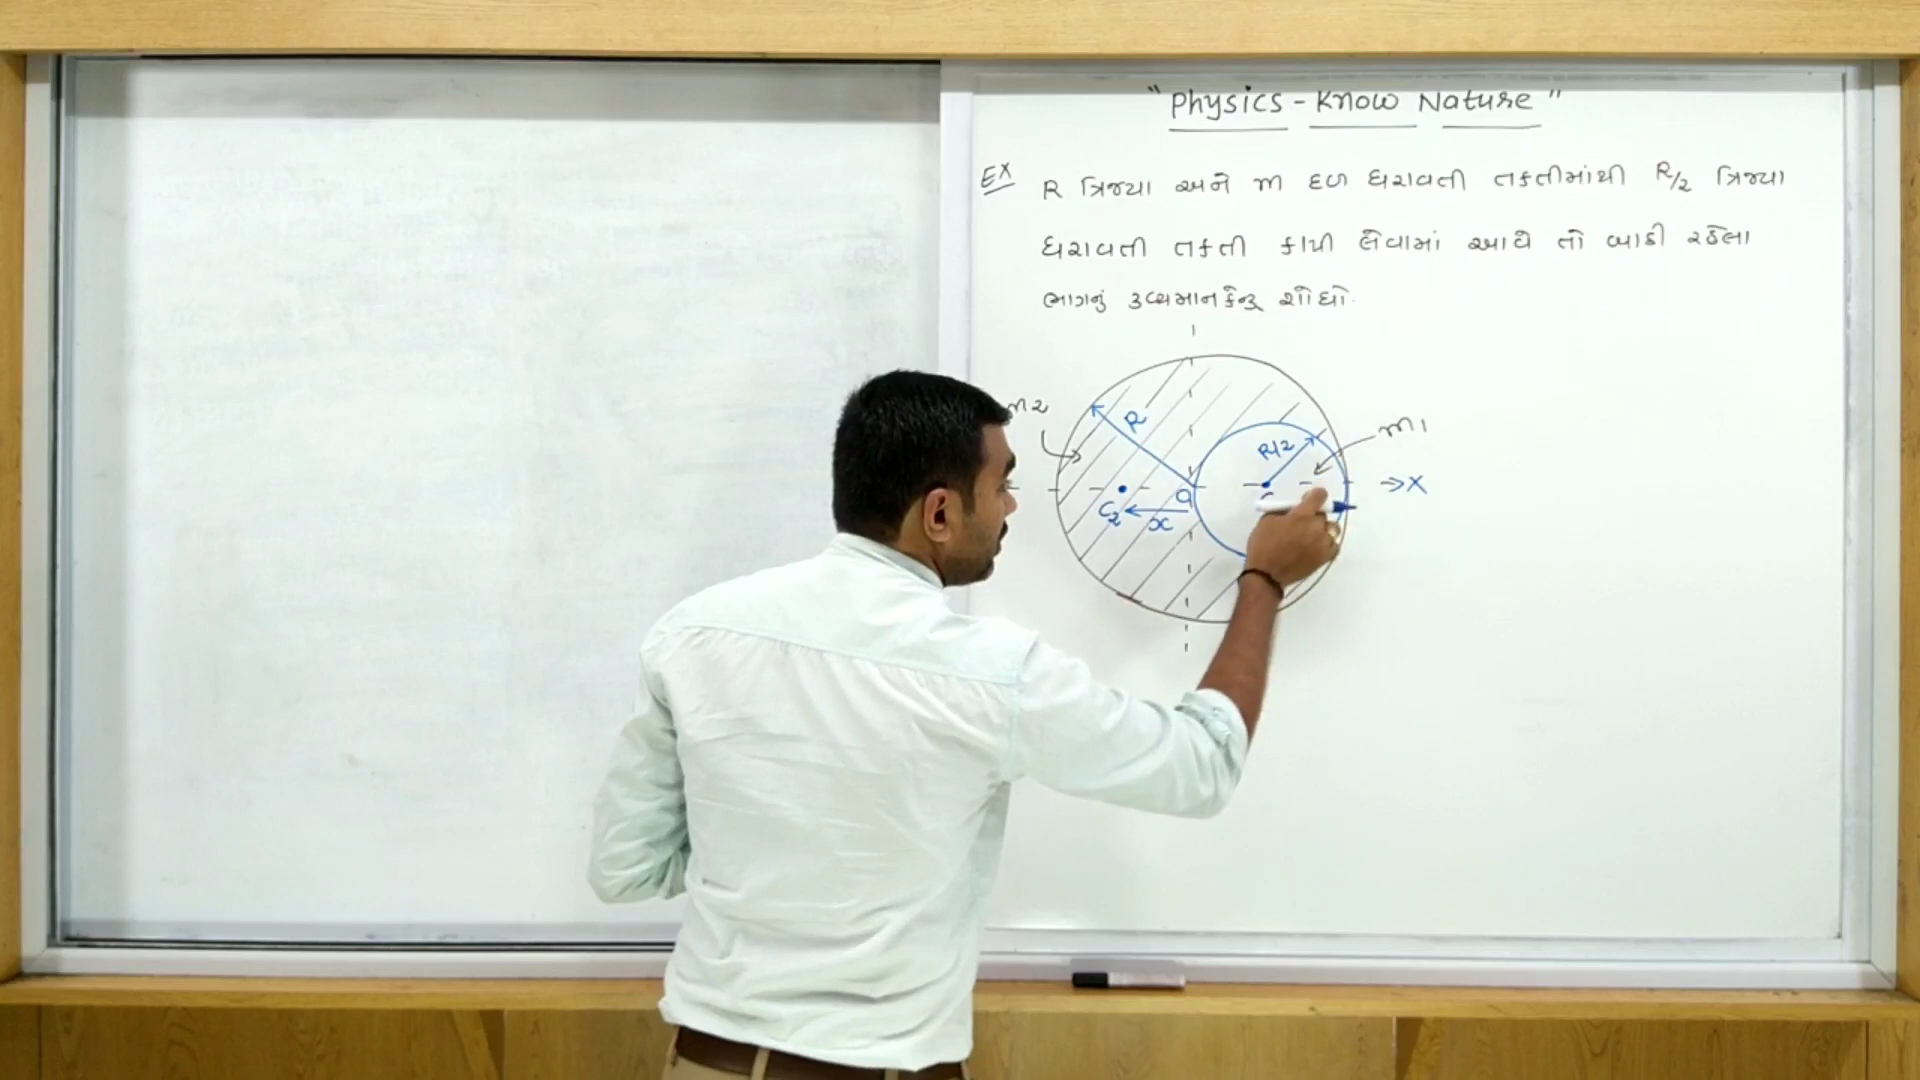 "Physics - Know Nature"
Ex R ત્રિજ્યા અને m દળ ધરાવતી તકતીમાંથી R/2 ત્રિજ્યા
ધરાવતી તકતી કાપી લેવામાં આવે તો બાકી રહેલા
ભાગનું દ્રવ્યમાનકેન્દ્ર શોધો.
m2
R
R/2
m1
O
→X
C2
x